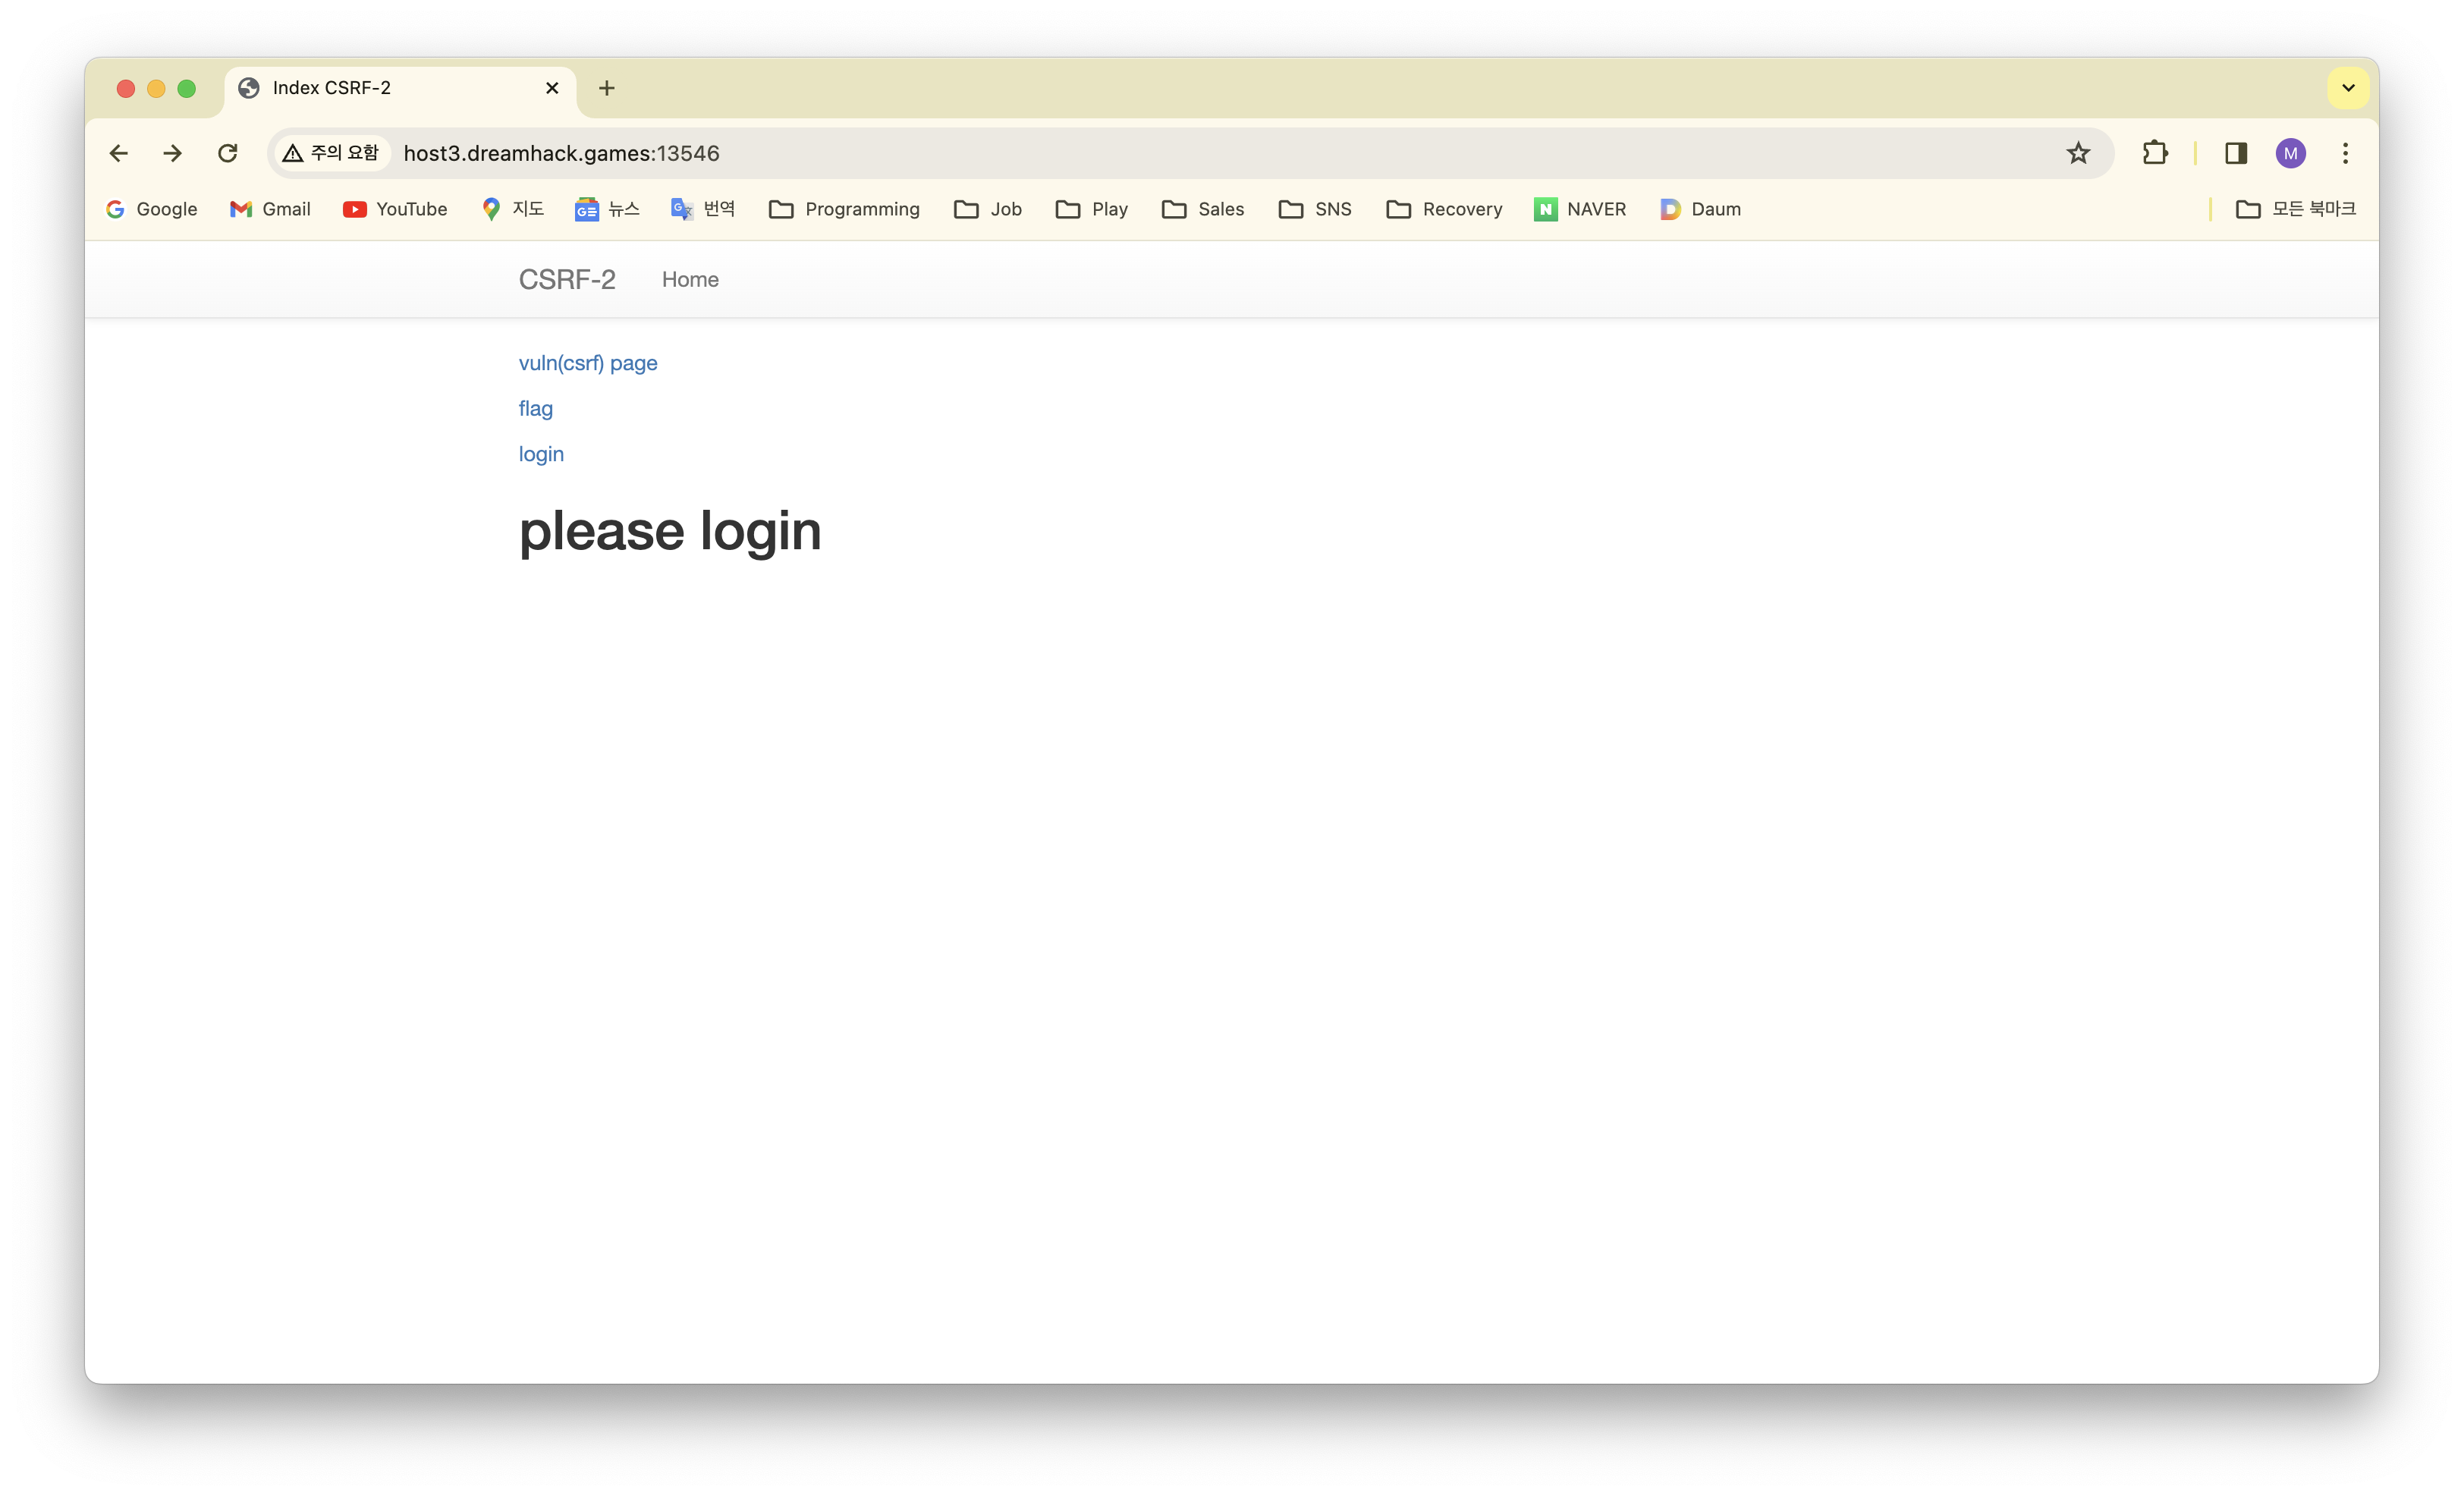 Index CSRF-2
주의 요함 host3.dreamhack.games:13546 M
Google Gmail YouTube 지도 뉴스 번역 Programming Job Play Sales SNS Recovery NAVER Daum 모든 북마크
CSRF-2 Home
vuln(csrf) page
flag
login
please login